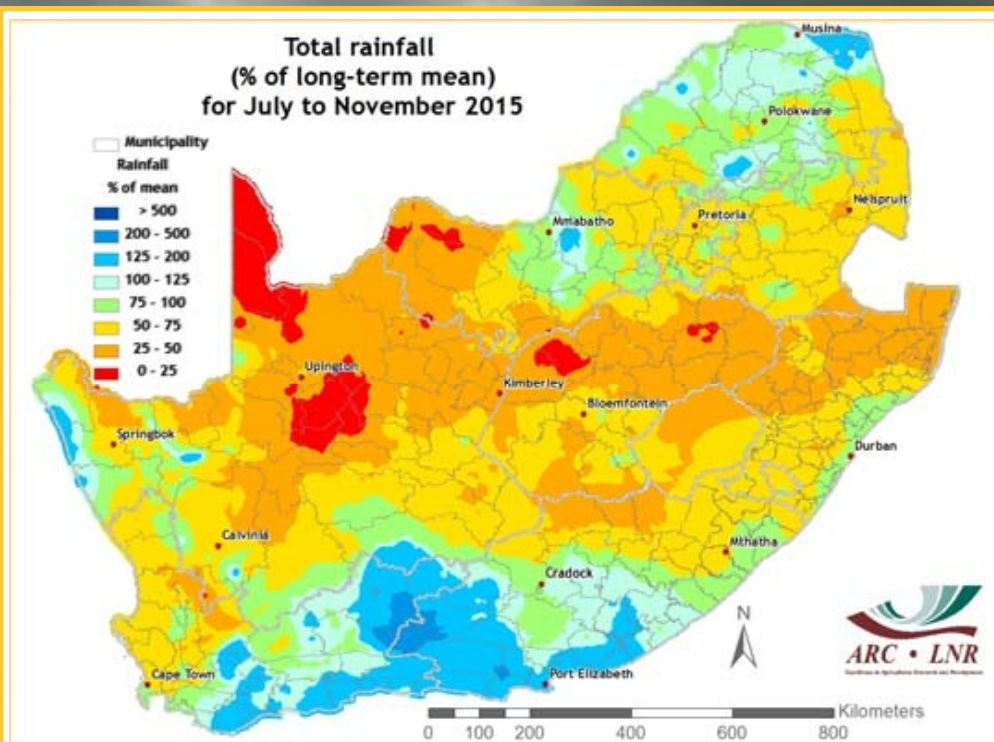 Total rainfall
(% of long-term mean)
for July to November 2015
Municipality
Rainfall
% of mean
> 500
200 - 500
125 - 200
100 - 125
75 - 100
50 - 75
25 - 50
0 - 25
Musina
Polokwane
Nelspruit
Mmabatho
Pretoria
Upington
Kimberley
Bloemfontein
Springbok
Durban
Calvinia
Mthatha
Cradock
N
ARC • LNR
Cape Town
Port Elizabeth
Kilometers
0 100 200 400 600 800